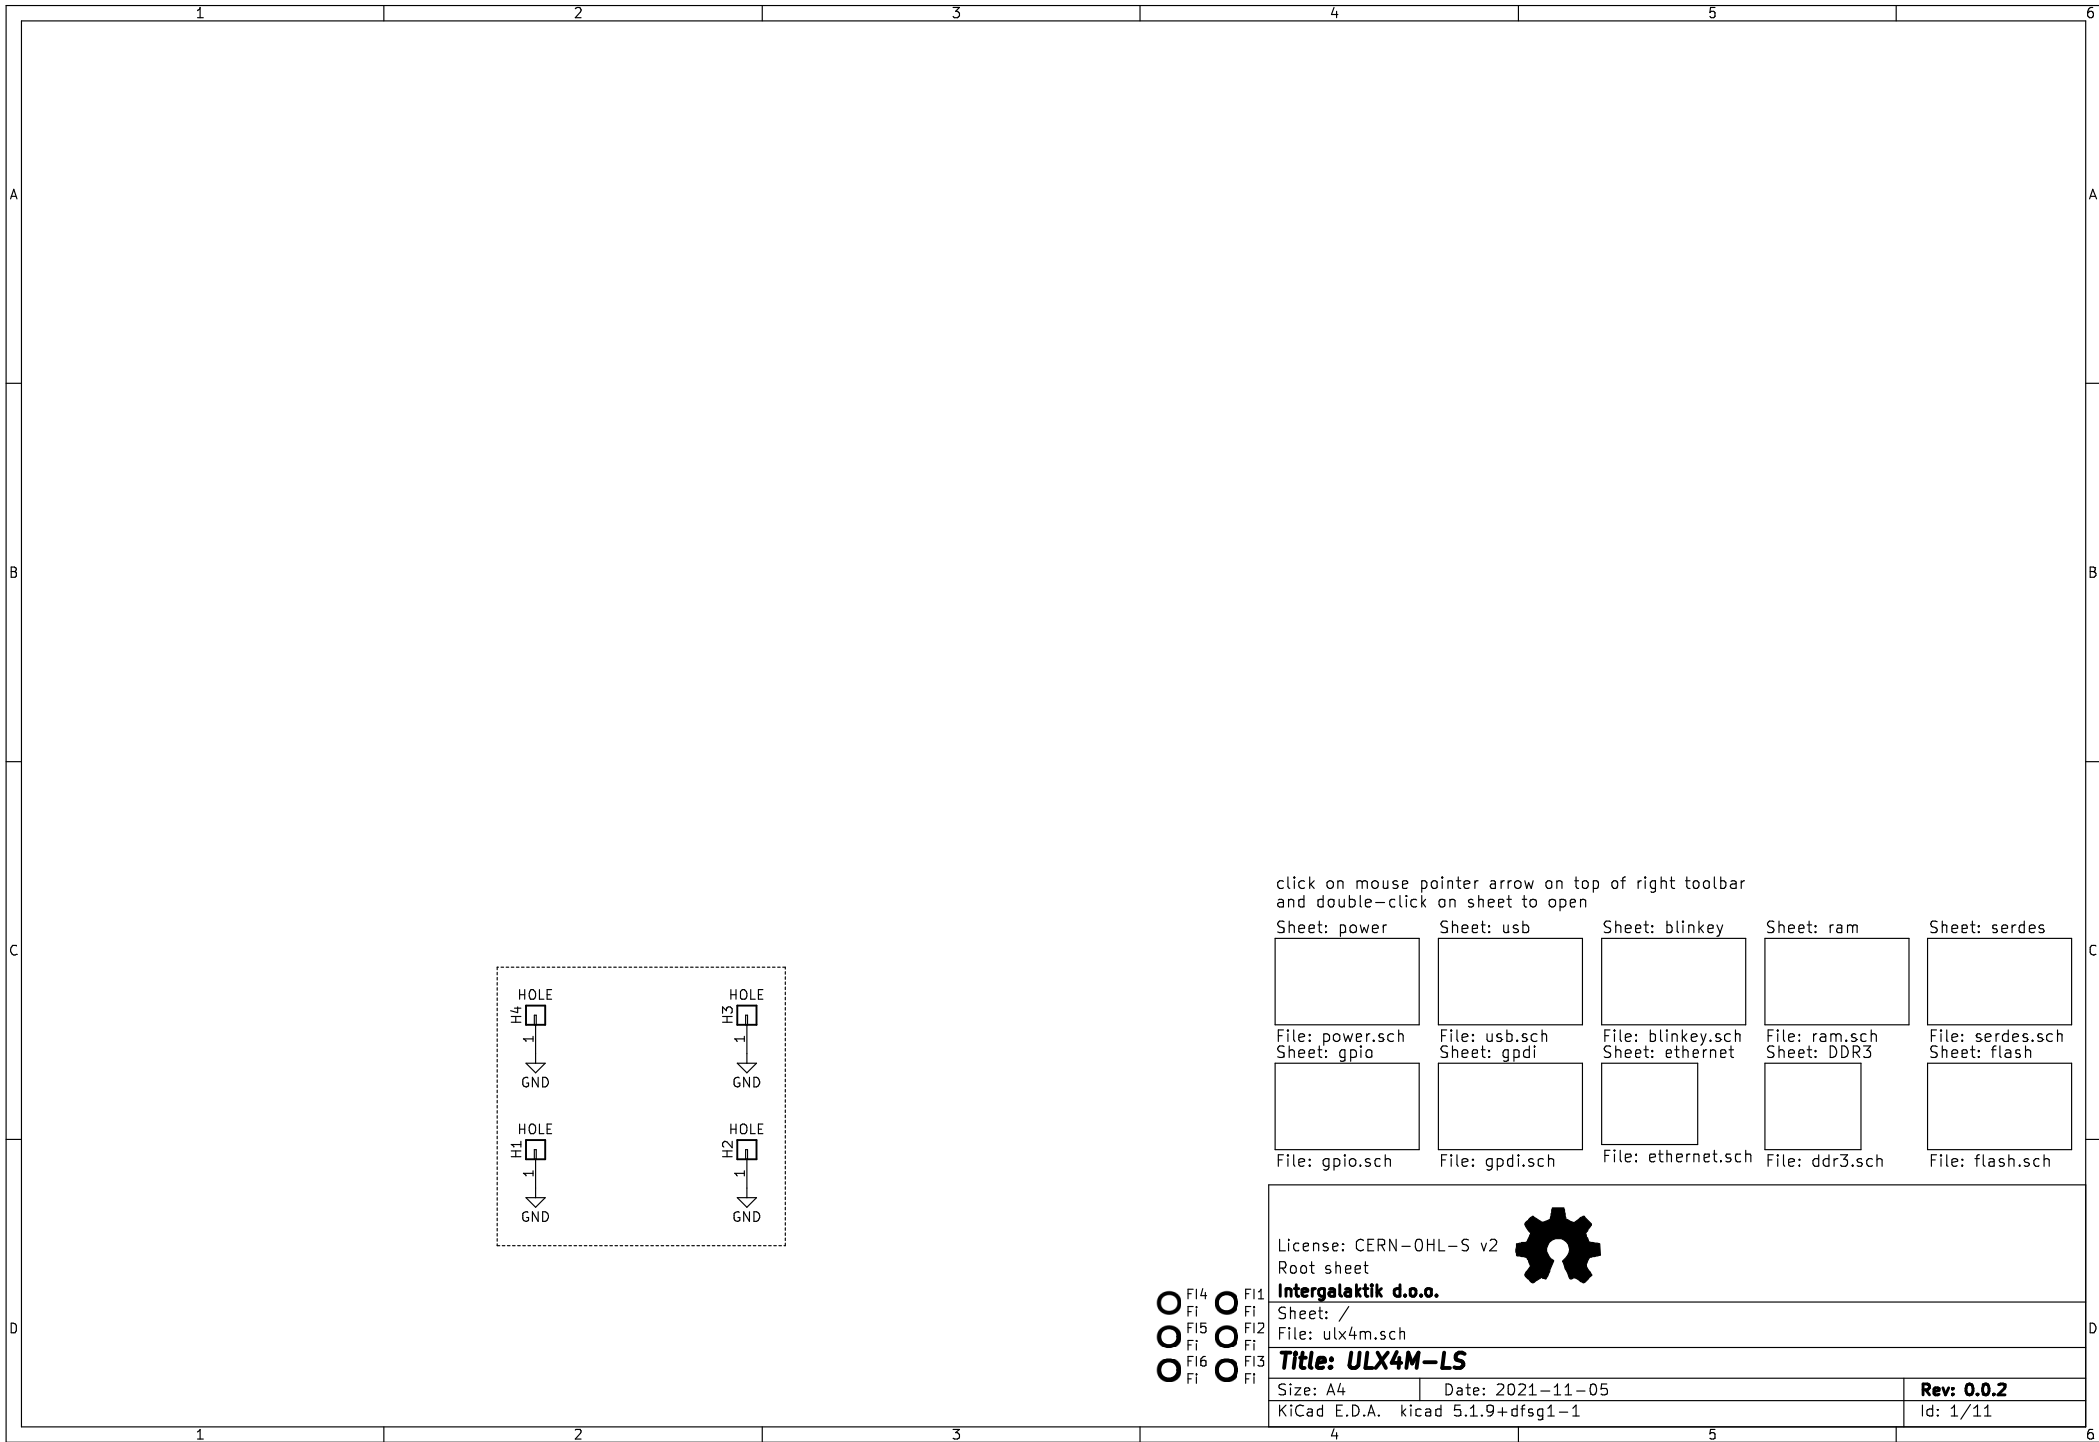 1 2 3 4 5 6
A A
B B
click on mouse pointer arrow on top of right toolbar
and double-click on sheet to open
Sheet: power Sheet: usb Sheet: blinkey Sheet: ram Sheet: serdes
C C
File: power.sch File: usb.sch File: blinkey.sch File: ram.sch File: serdes.sch
Sheet: gpio Sheet: gpdi Sheet: ethernet Sheet: DDR3 Sheet: flash
File: gpio.sch File: gpdi.sch File: ethernet.sch File: ddr3.sch File: flash.sch
HOLE HOLE
H4 H3
1 1
GND GND
HOLE HOLE
H1 H2
1 1
GND GND
License: CERN-OHL-S v2
Root sheet
Intergalaktik d.o.o.
FI4 FI1
Fi Fi
FI5 FI2
Fi Fi
FI6 FI3
Fi Fi
Sheet: /
File: ulx4m.sch
D D
Title: ULX4M-LS
Size: A4 Date: 2021-11-05 Rev: 0.0.2
KiCad E.D.A. kicad 5.1.9+dfsg1-1 Id: 1/11
1 2 3 4 5 6